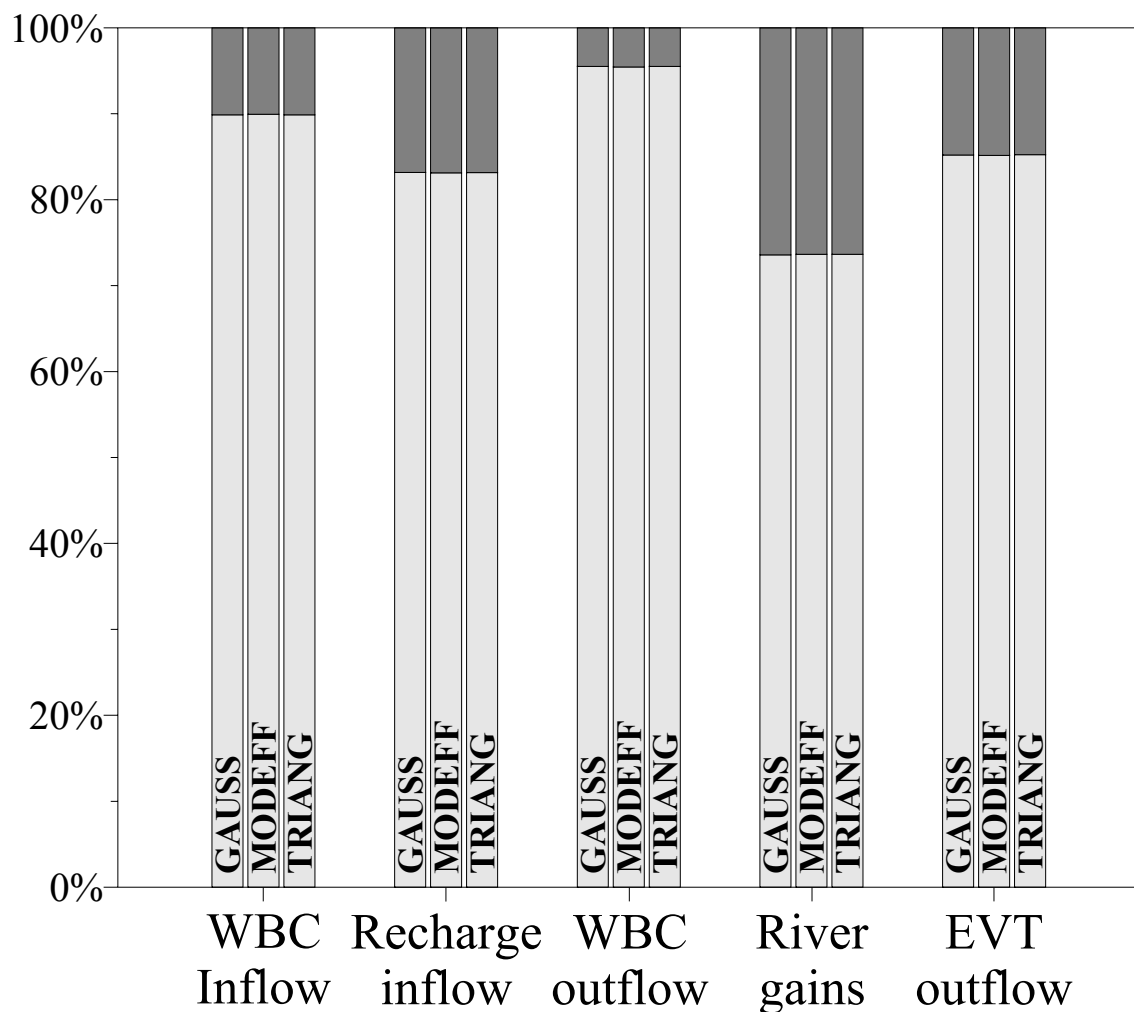 100%
80%
60%
40%
20%
0%
GAUSS
MODEFF
TRIANG
GAUSS
MODEFF
TRIANG
GAUSS
MODEFF
TRIANG
GAUSS
MODEFF
TRIANG
GAUSS
MODEFF
TRIANG
WBC
Inflow
Recharge
inflow
WBC
outflow
River
gains
EVT
outflow